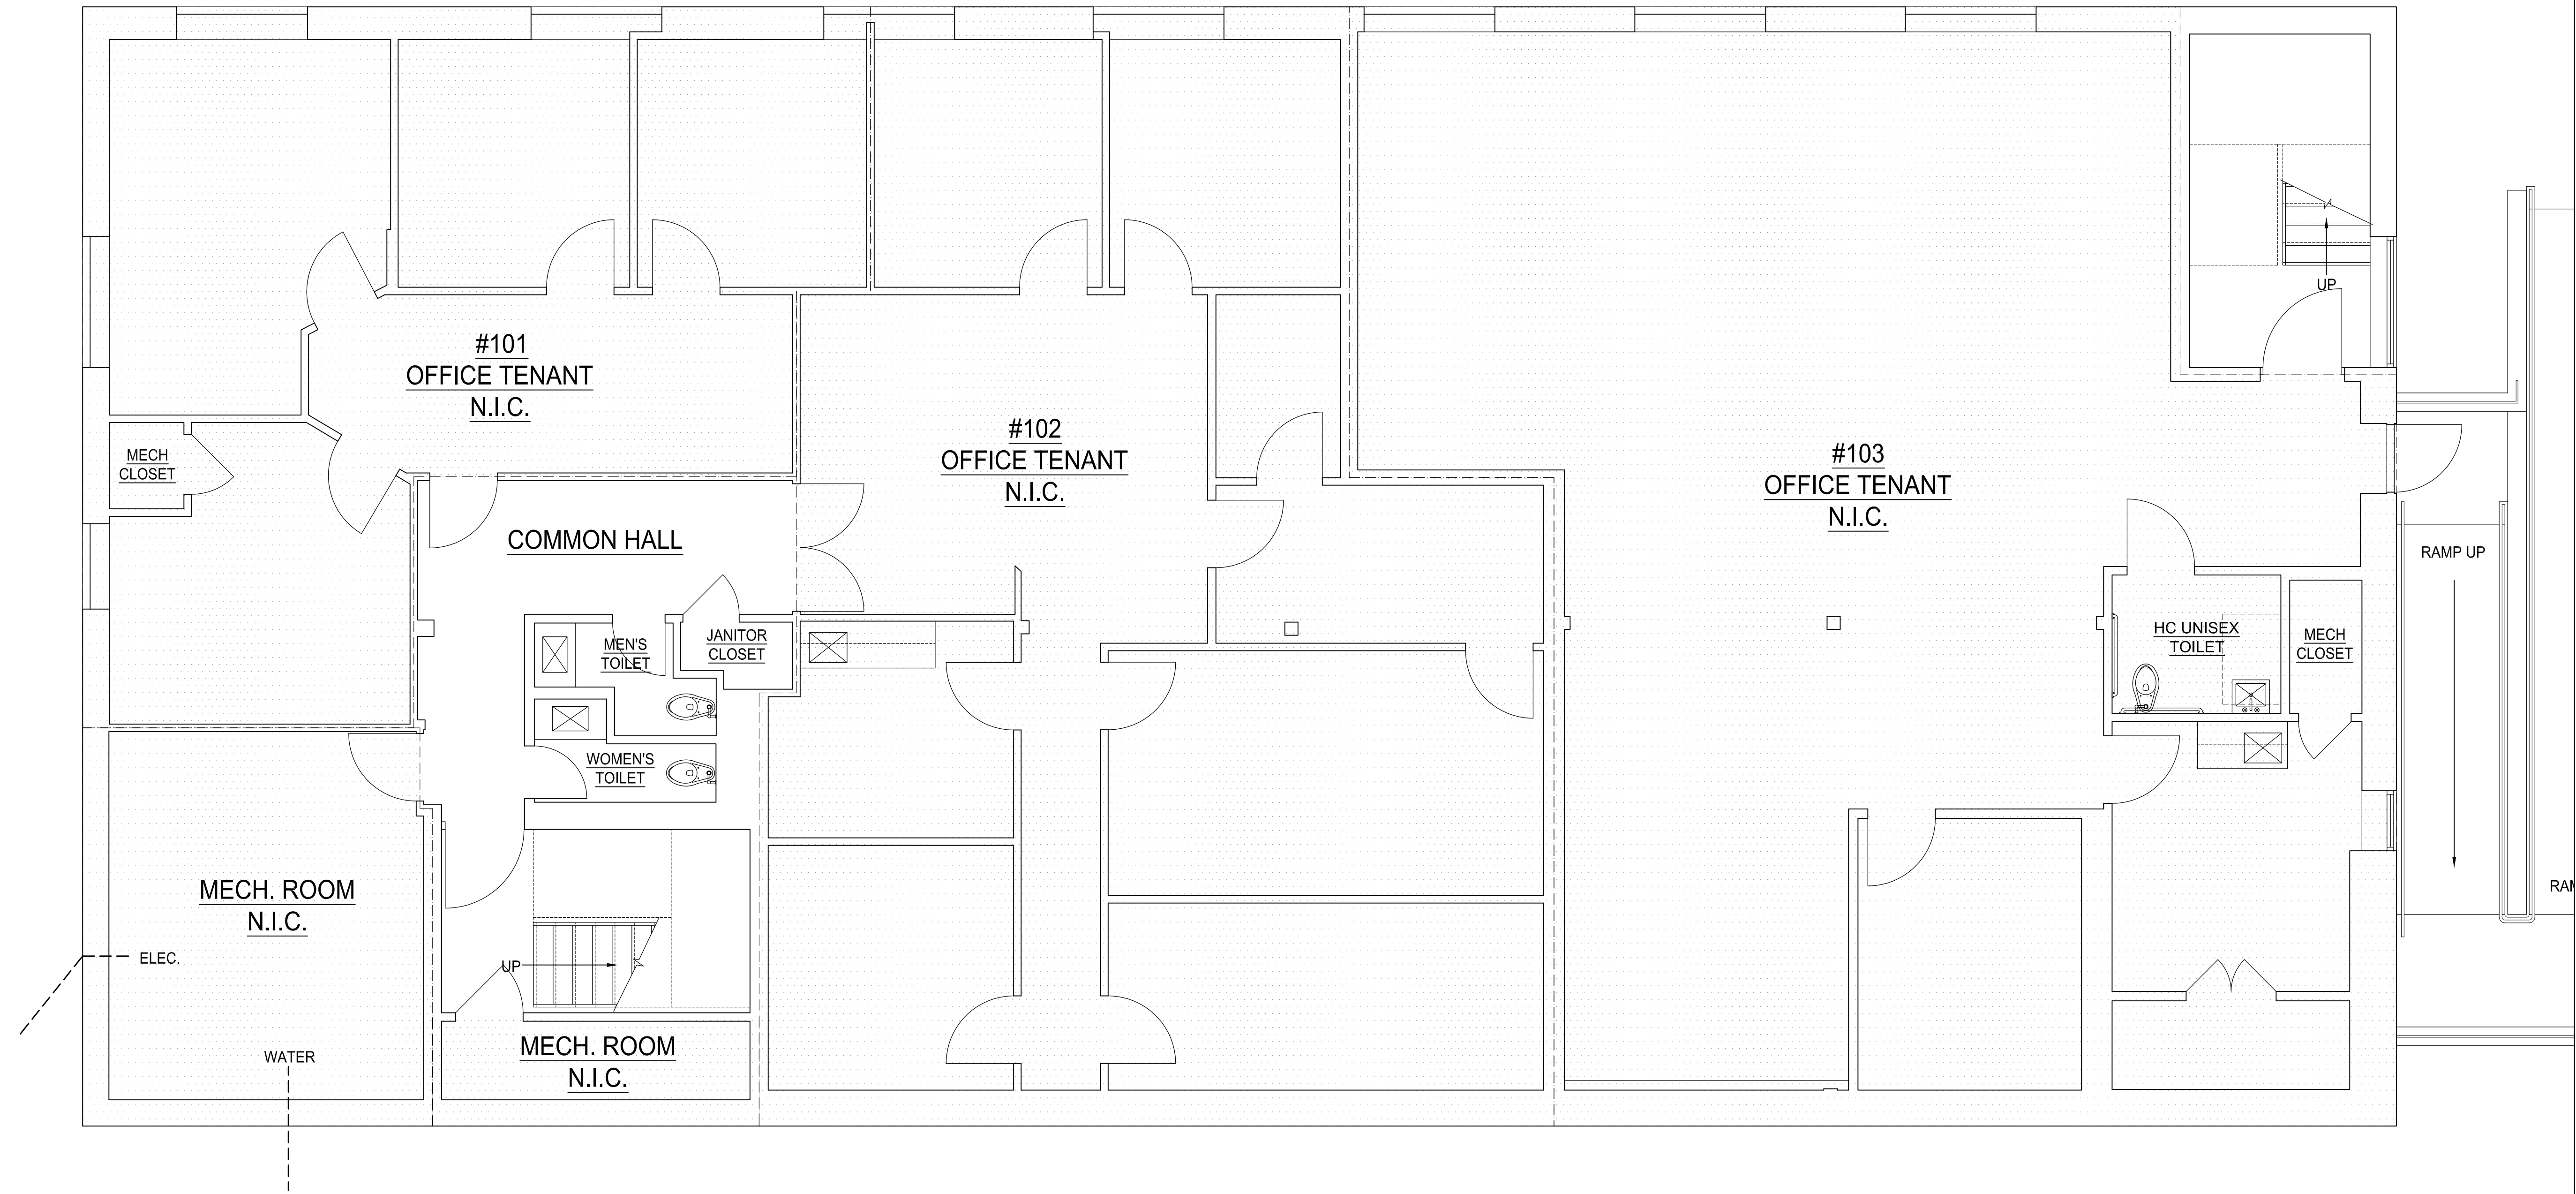 #101
OFFICE TENANT
N.I.C.
MECH
CLOSET
COMMON HALL
#102
OFFICE TENANT
N.I.C.
#103
OFFICE TENANT
N.I.C.
UP
RAMP UP
MEN'S
TOILET
JANITOR
CLOSET
HC UNISEX
TOILET
MECH
CLOSET
WOMEN'S
TOILET
MECH. ROOM
N.I.C.
ELEC.
UP
WATER
MECH. ROOM
N.I.C.